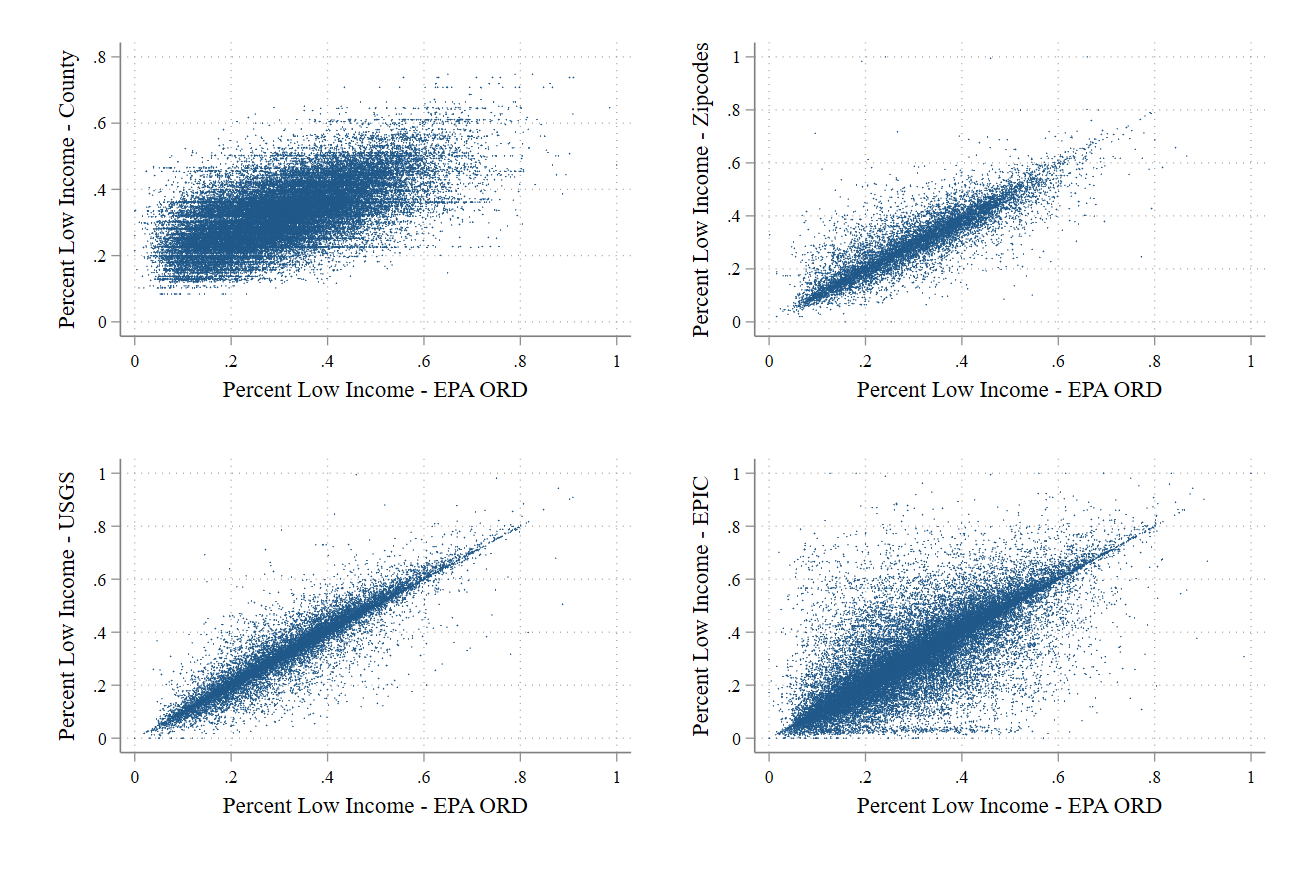 Percent Low Income - County
.8
.6
.4
.2
0
0 .2 .4 .6 .8 1
Percent Low Income - EPA ORD
Percent Low Income - Zipcodes
1
.8
.6
.4
.2
0
0 .2 .4 .6 .8 1
Percent Low Income - EPA ORD
Percent Low Income - USGS
1
.8
.6
.4
.2
0
0 .2 .4 .6 .8 1
Percent Low Income - EPA ORD
Percent Low Income - EPIC
1
.8
.6
.4
.2
0
0 .2 .4 .6 .8 1
Percent Low Income - EPA ORD